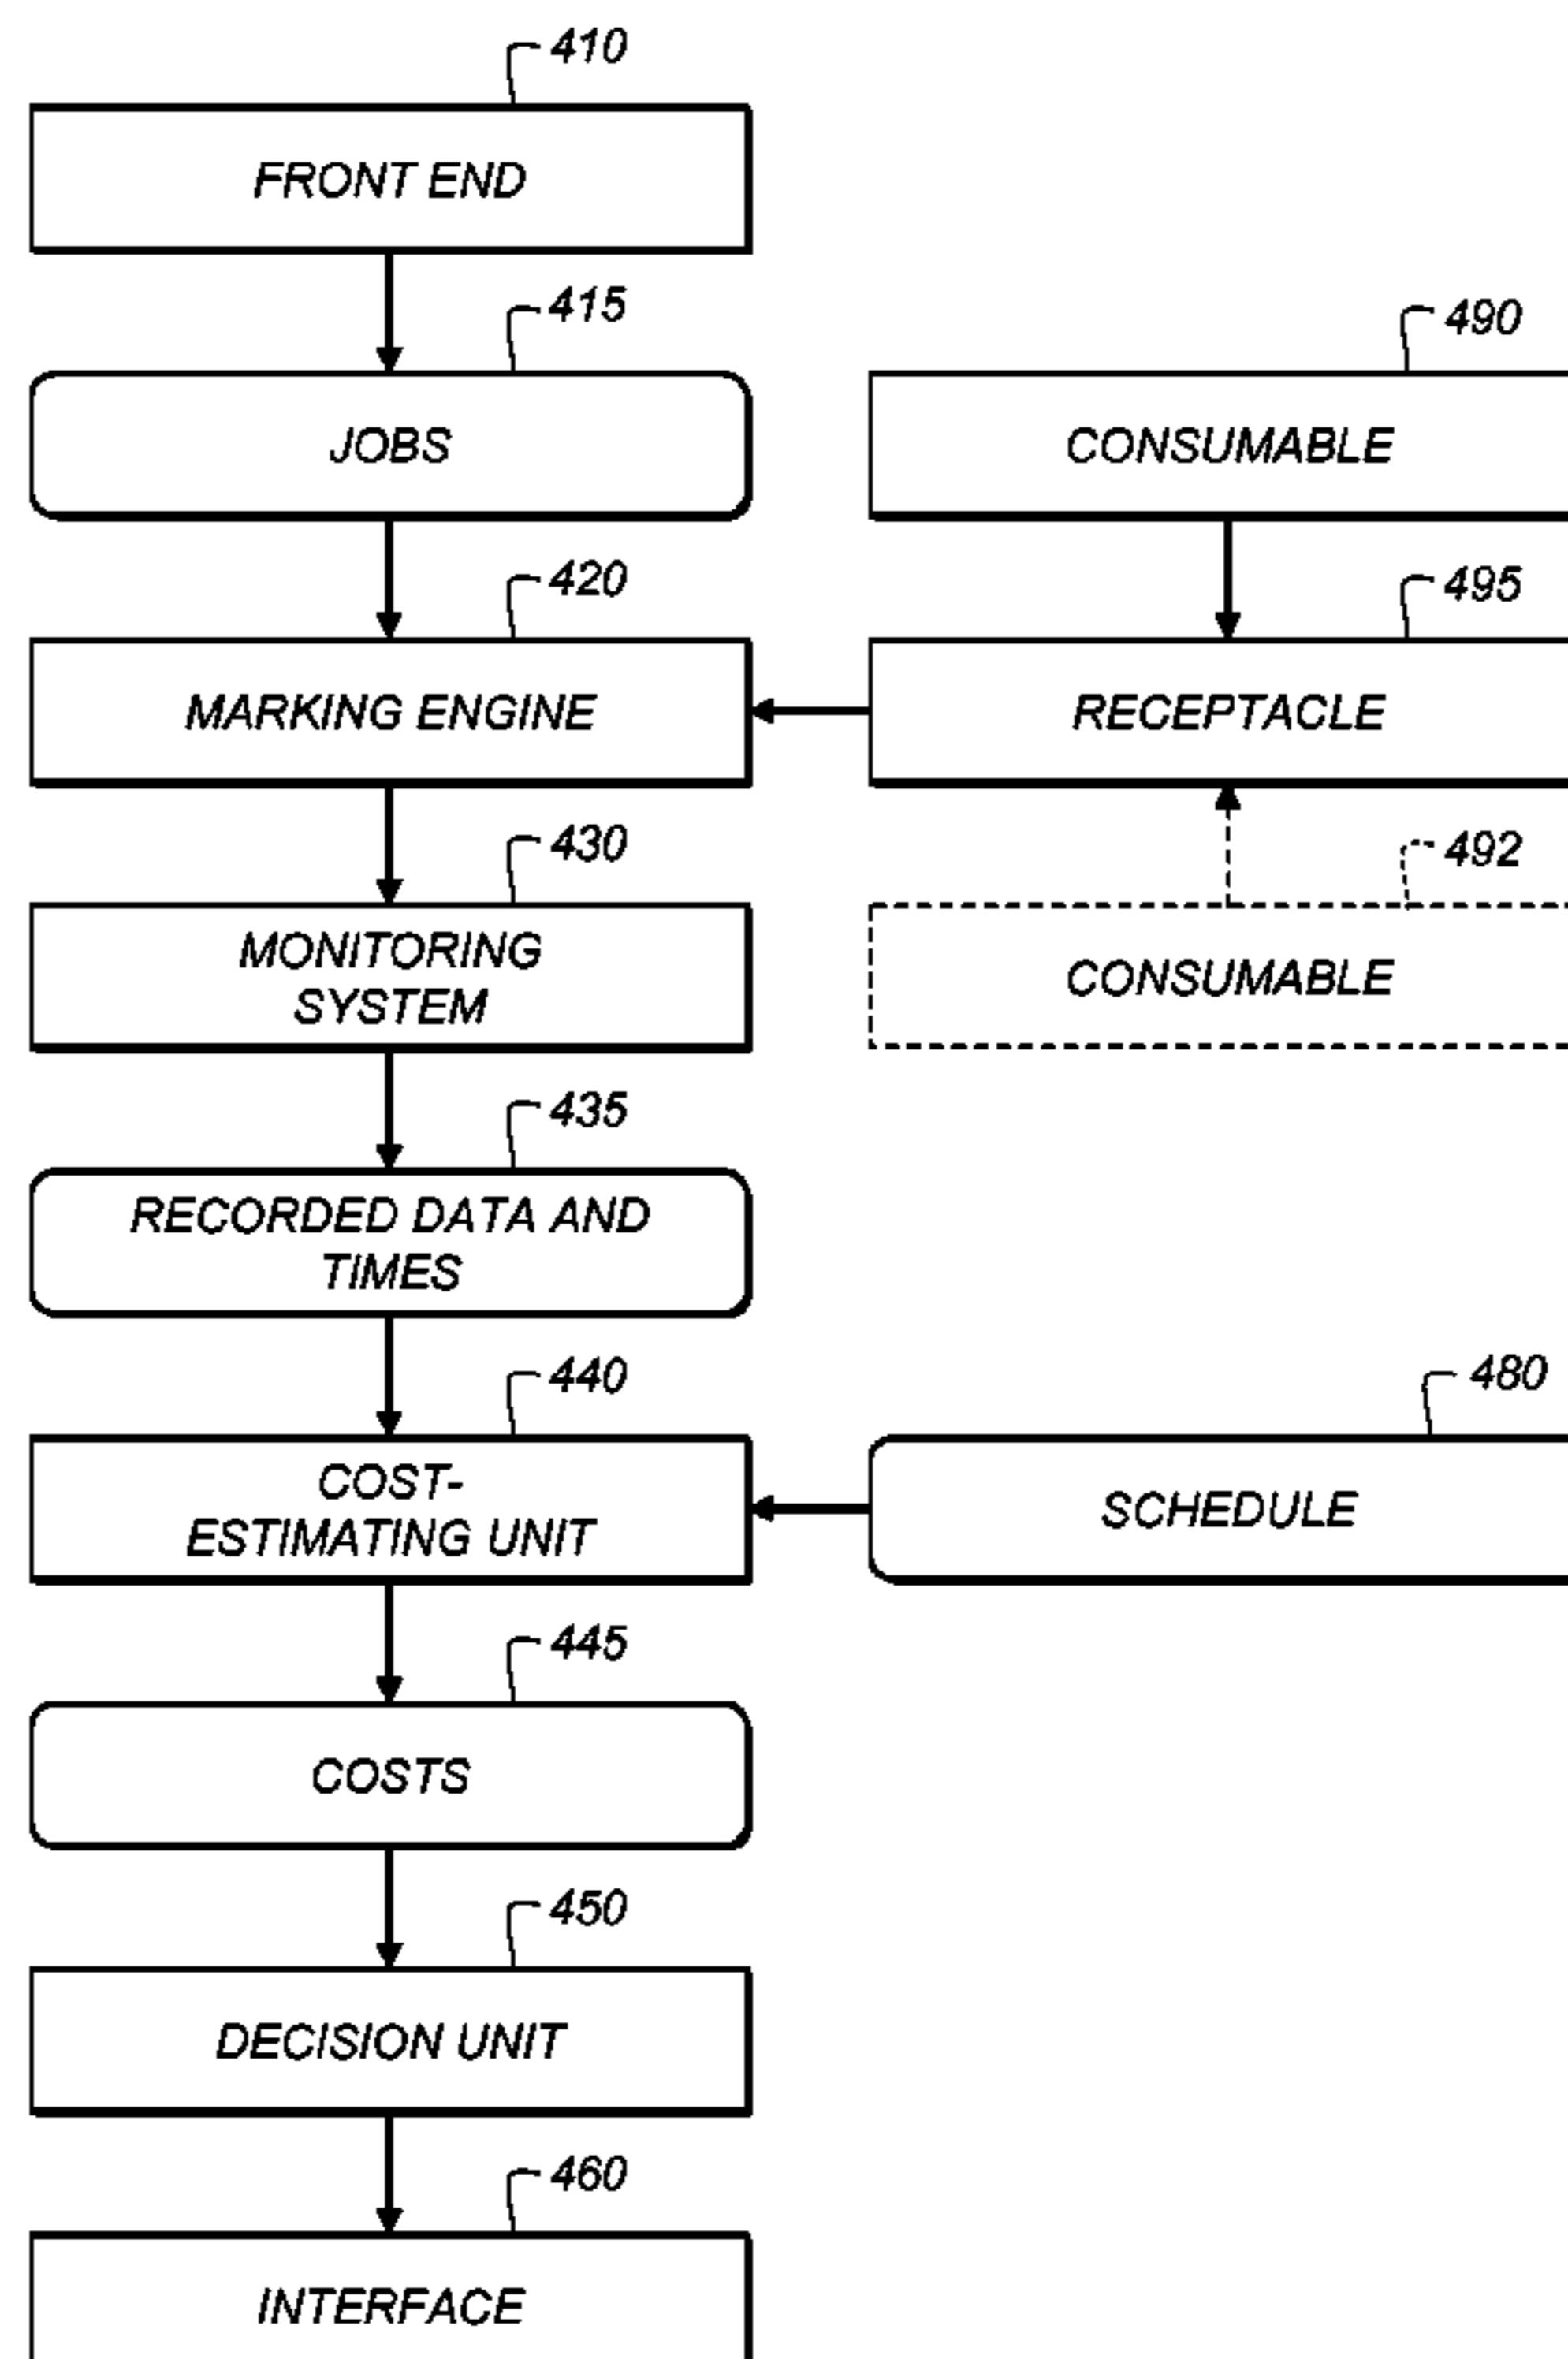 410
FRONT END
415
JOBS
490
CONSUMABLE
420
MARKING ENGINE
495
RECEPTACLE
430
MONITORING
SYSTEM
492
CONSUMABLE
435
RECORDED DATA AND
TIMES
440
COST-
ESTIMATING UNIT
480
SCHEDULE
445
COSTS
450
DECISION UNIT
460
INTERFACE